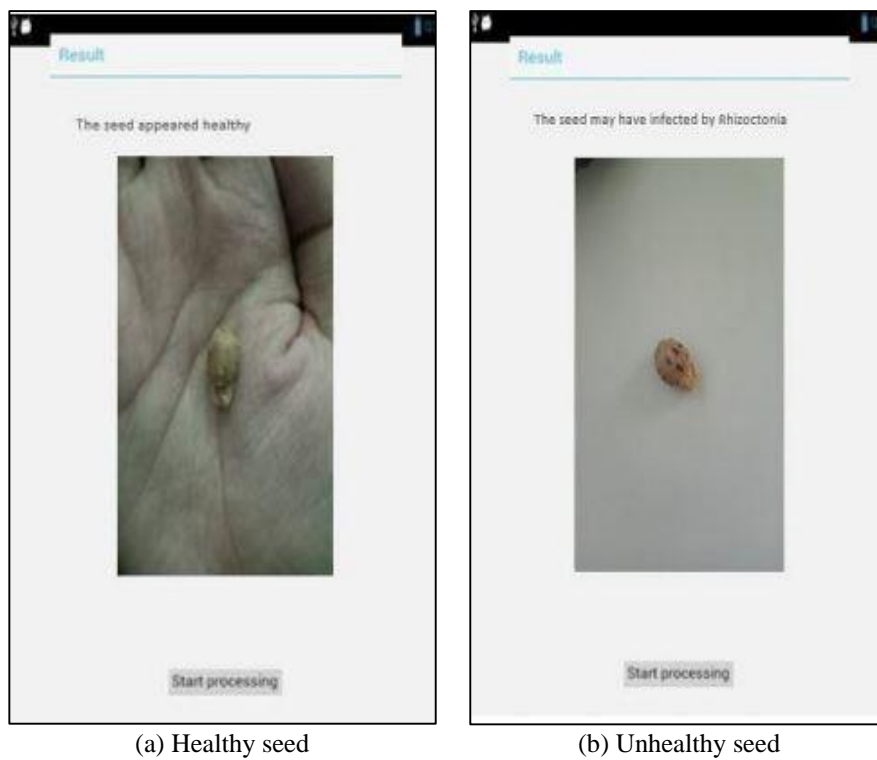 Result
The seed appeared healthy
Start processing
(a) Healthy seed
Result
The seed may have infected by Rhizoctonia
Start processing
(b) Unhealthy seed